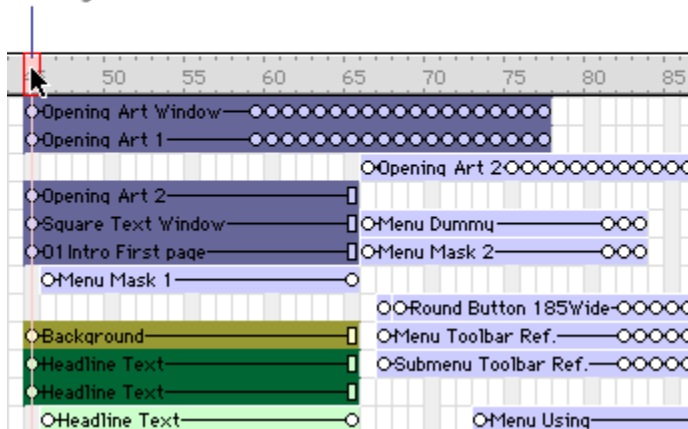 50 55 60 65 70 75 80 85
Opening Art Window
Opening Art 1
Opening Art 2
Opening Art 2
Square Text Window Menu Dummy
01 Intro First page Menu Mask 2
Menu Mask 1
Round Button 185Wide
Background Menu Toolbar Ref.
Headline Text Submenu Toolbar Ref.
Headline Text
Headline Text Menu Using